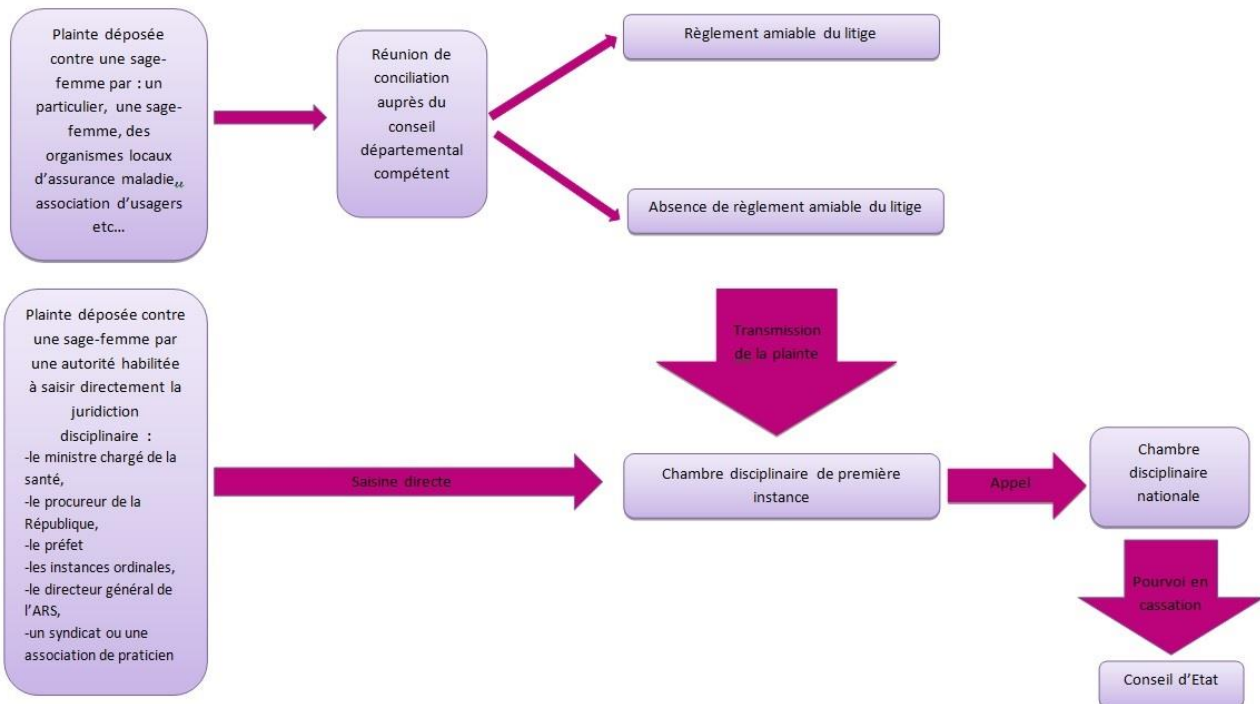 Plainte déposée
contre une sage-
femme par : un
particulier, une sage-
femme, des
organismes locaux
d'assurance maladie,,
association d'usagers
etc...
Réunion de
conciliation
auprès du
conseil
départemental
compétent
Règlement amiable du litige
Absence de règlement amiable du litige
Transmission
de la plainte
Plainte déposée contre
une sage-femme par
une autorité habilitée
à saisir directement la
juridiction
disciplinaire :
-le ministre chargé de la
santé,
-le procureur de la
République,
-le préfet
-les instances ordinales,
-le directeur général de
l'ARS,
-un syndicat ou une
association de praticien
Saisine directe
Chambre disciplinaire de première
instance
Appel
Chambre
disciplinaire
nationale
Pourvoi en
cassation
Conseil d'Etat